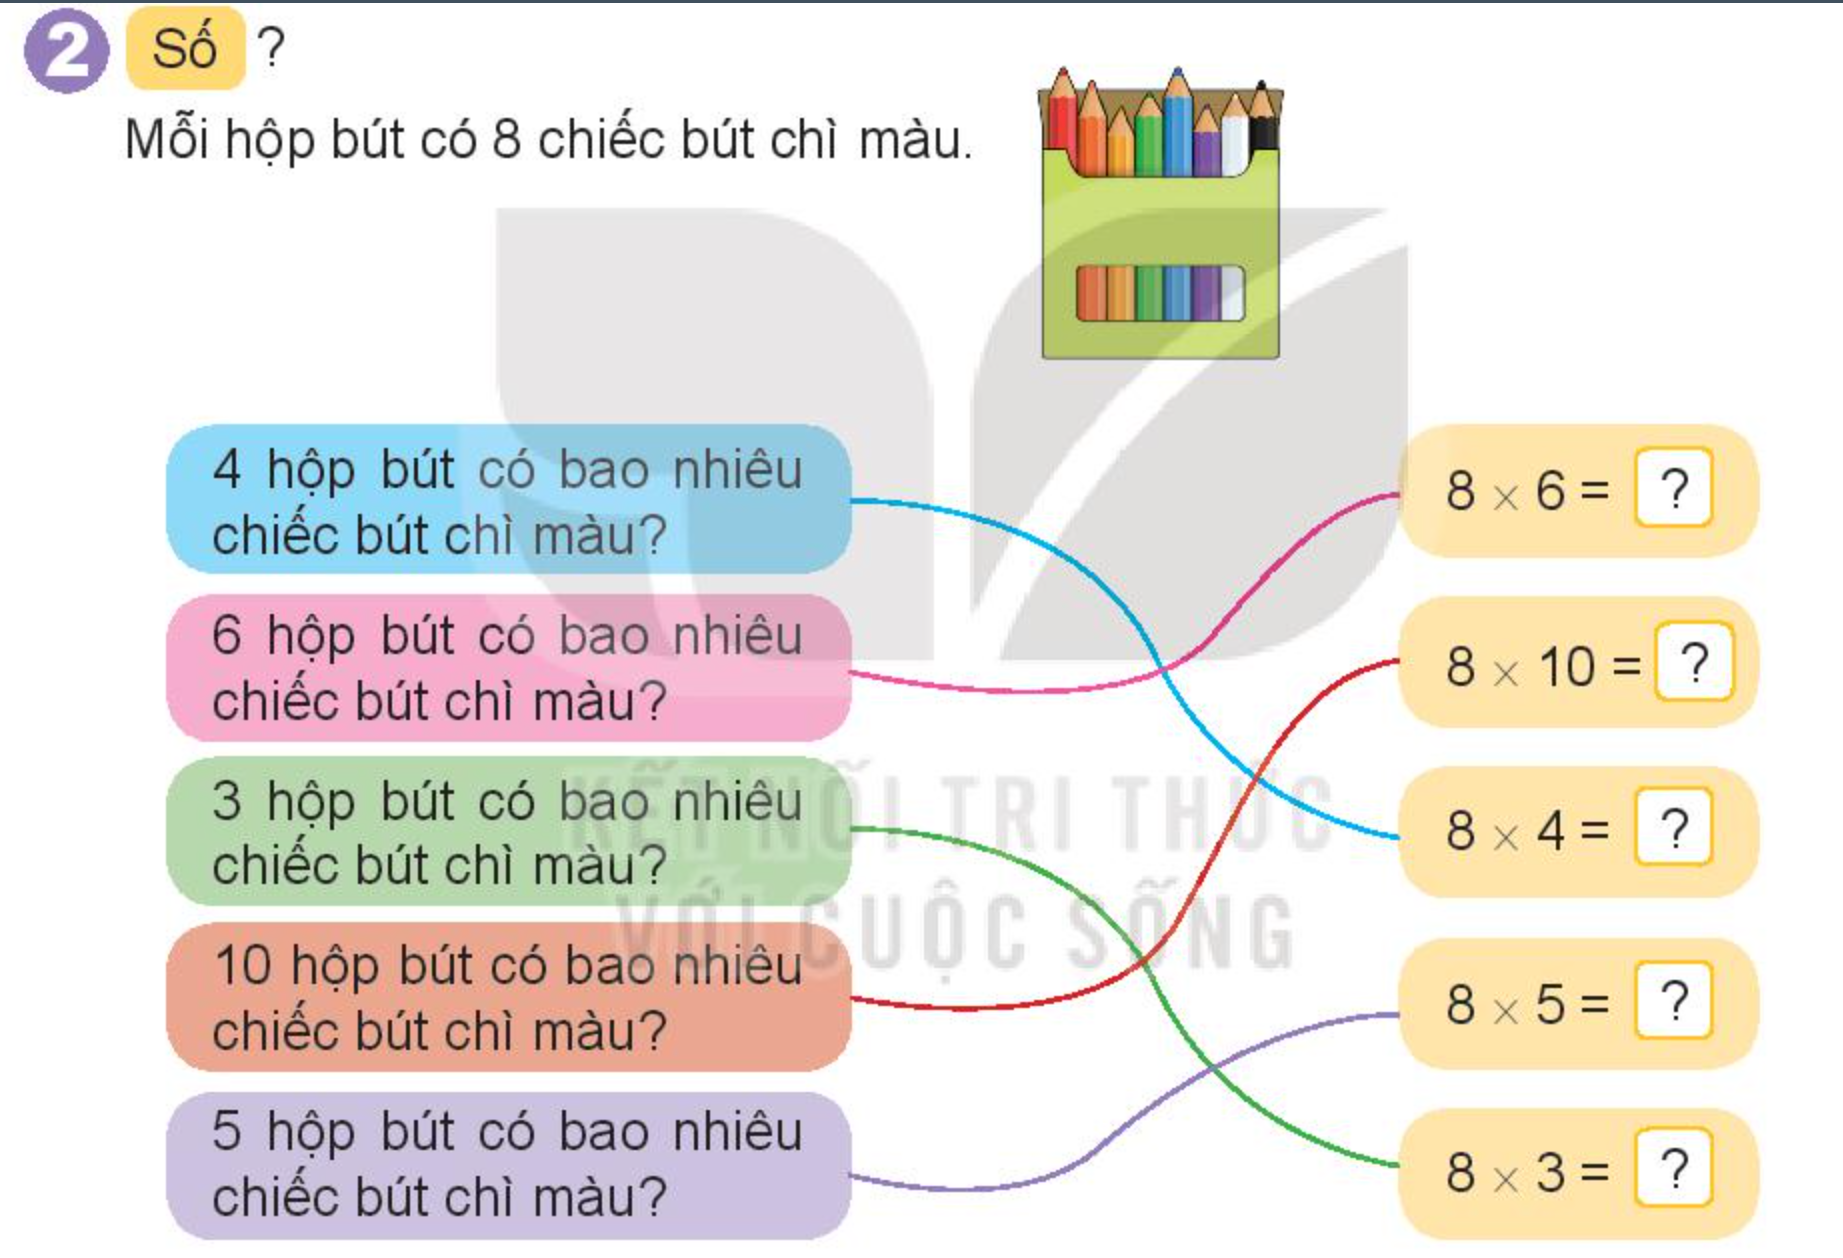 2 Số ?
Mỗi hộp bút có 8 chiếc bút chì màu.
4 hộp bút có bao nhiêu
chiếc bút chì màu?
6 hộp bút có bao nhiêu
chiếc bút chì màu?
3 hộp bút có bao nhiêu
chiếc bút chì màu?
10 hộp bút có bao nhiêu
chiếc bút chì màu?
5 hộp bút có bao nhiêu
chiếc bút chì màu?
8 × 6 = ?
8 × 10 = ?
8 × 4 = ?
8 × 5 = ?
8 × 3 = ?
KẾT NỐI TRI THỨC
VỚI CUỘC SỐNG